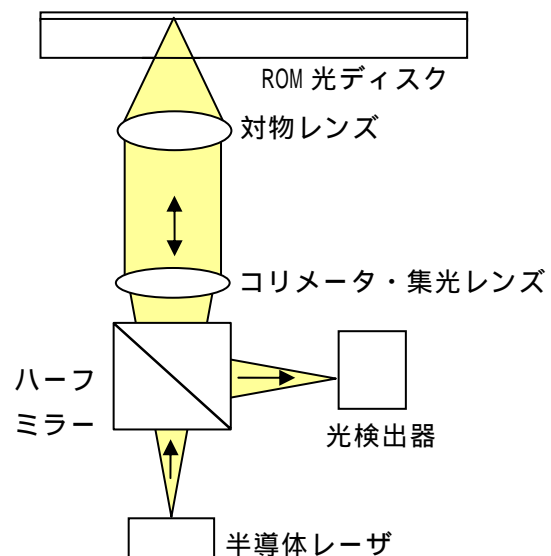 ROM 光ディスク
対物レンズ
コリメータ・集光レンズ
ハーフ
ミラー
光検出器
半導体レーザ